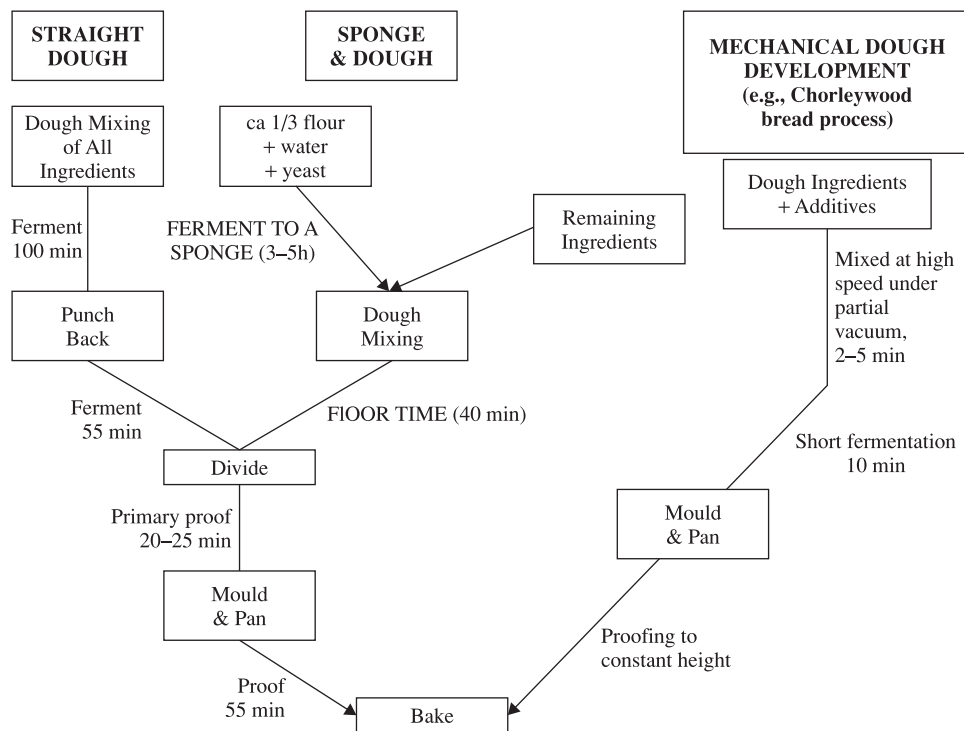 STRAIGHT
DOUGH
SPONGE
& DOUGH
MECHANICAL DOUGH
DEVELOPMENT
(e.g., Chorleywood
bread process)
Dough Mixing
of All
Ingredients
ca 1/3 flour
+ water
+ yeast
Dough Ingredients
+ Additives
Ferment
100 min
FERMENT TO A
SPONGE (3–5h)
Remaining
Ingredients
Mixed at high
speed under
partial
vacuum,
2–5 min
Punch
Back
Dough
Mixing
Ferment
55 min
FlOOR TIME (40 min)
Short fermentation
10 min
Divide
Primary proof
20–25 min
Mould
& Pan
Mould
& Pan
Proofing to
constant height
Proof
55 min
Bake